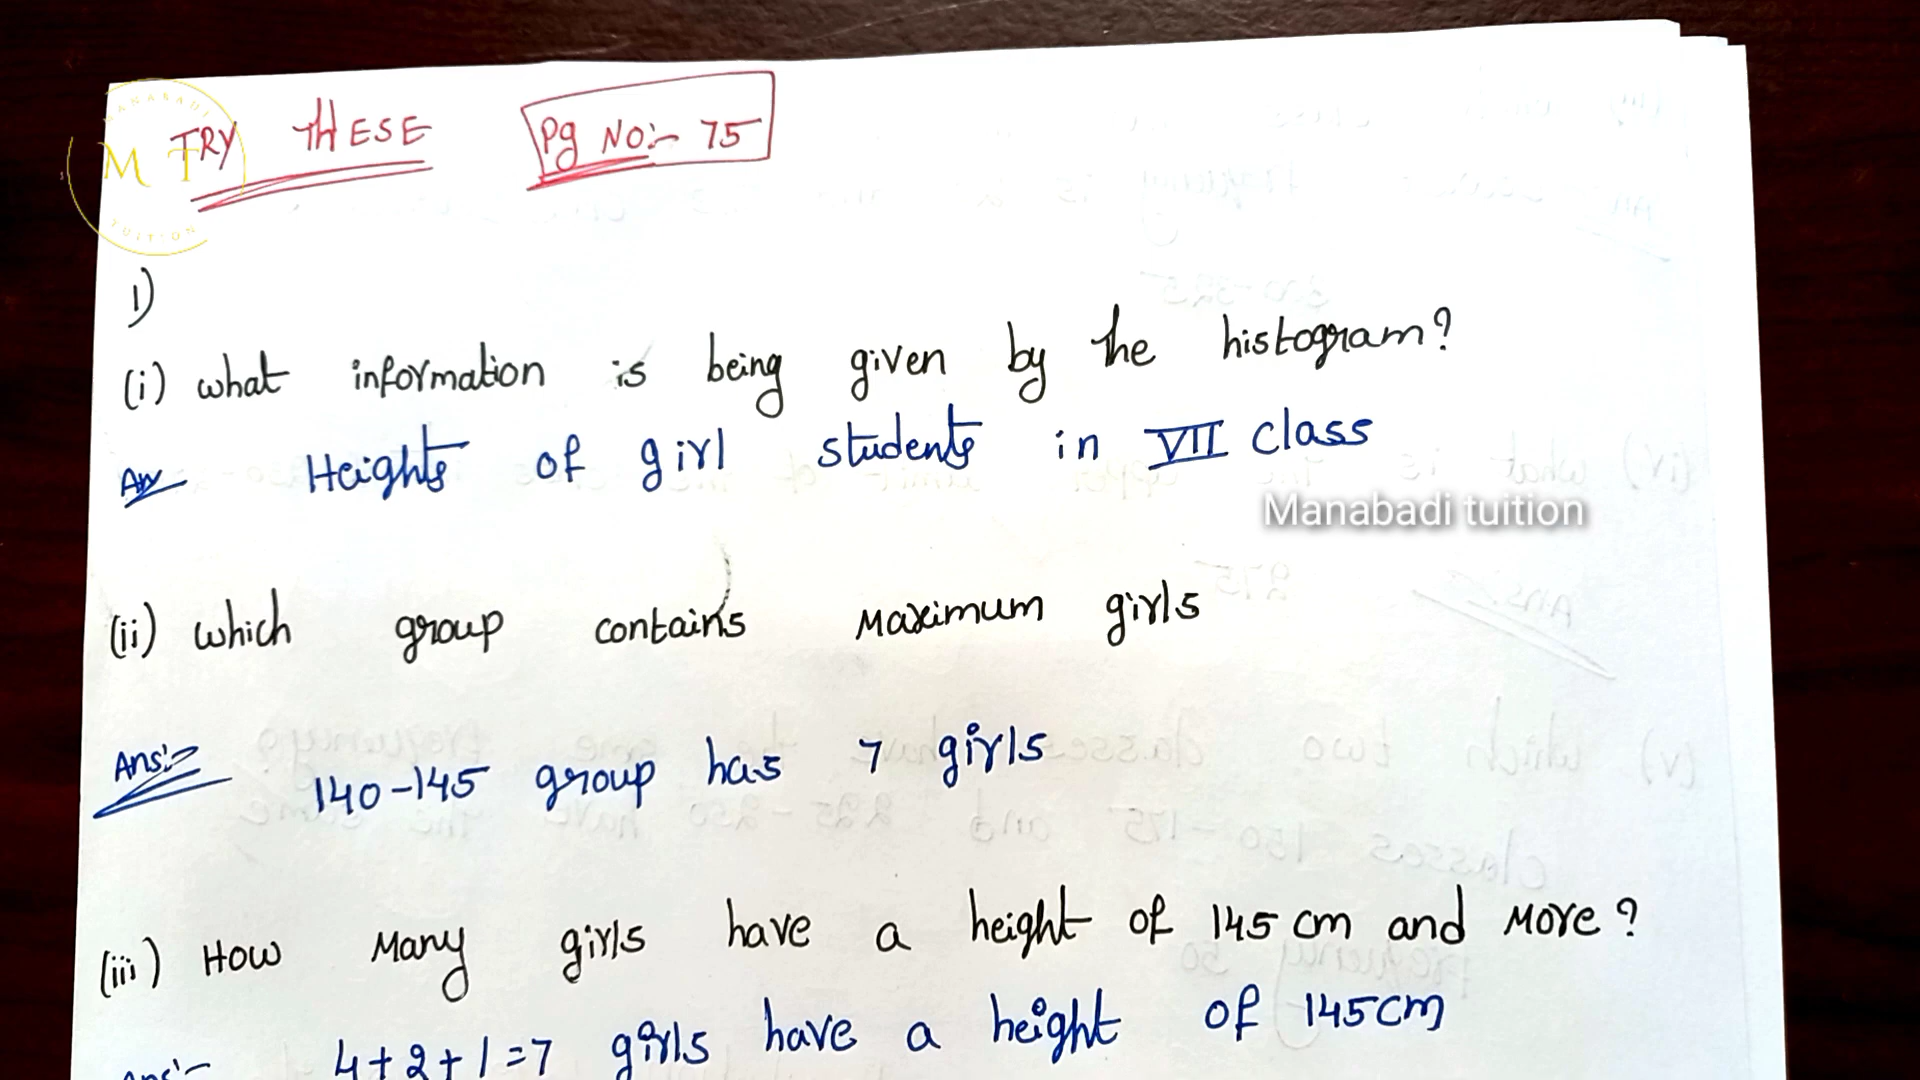 MANABADI
M T
TUITION
TRY THESE Pg NO:- 75
1)
(i) what information is being given by the histogram?
Ans Heights of girl students in VII class
Manabadi tuition
(ii) which group contains Maximum girls
Ans:- 140-145 group has 7 girls
(iii) How Many girls have a height of 145 cm and More?
Ans:- 4+2+1=7 girls have a height of 145cm